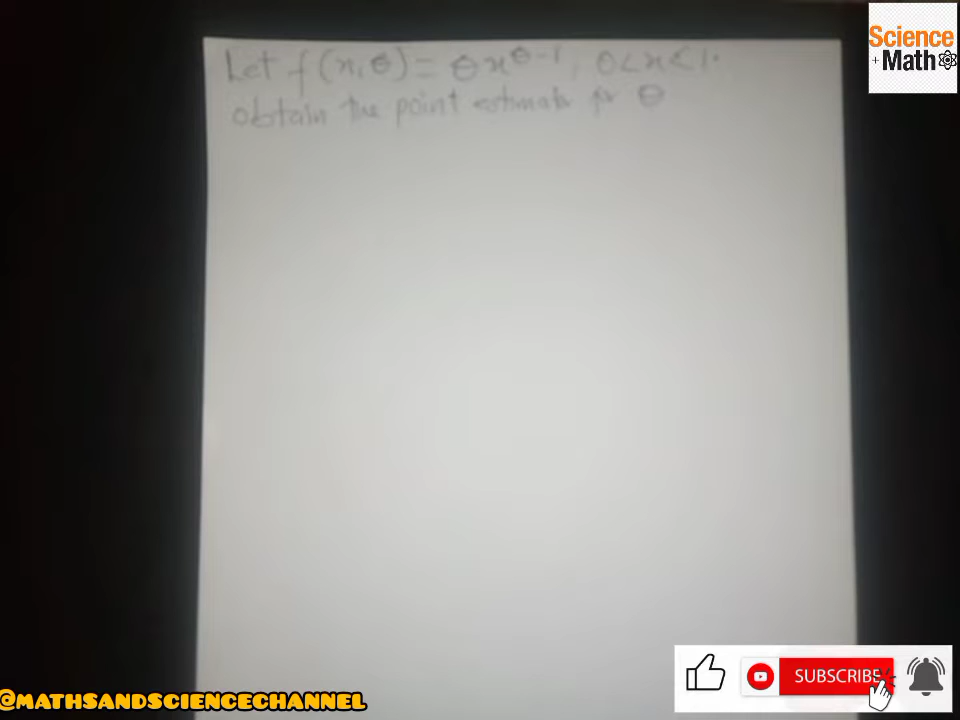 Science
+ Math
Let f(x, θ) = θx^θ-1, 0<x<1.
obtain the point estimate for θ
SUBSCRIBE
@MATHSANDSCIENCECHANNEL